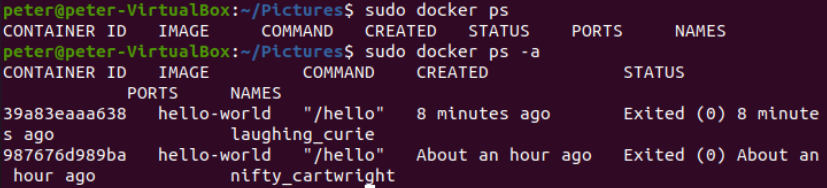 peter@peter-VirtualBox:~/Pictures$ sudo docker ps
CONTAINER ID   IMAGE     COMMAND   CREATED   STATUS    PORTS     NAMES
peter@peter-VirtualBox:~/Pictures$ sudo docker ps -a
CONTAINER ID   IMAGE         COMMAND    CREATED             STATUS
           PORTS     NAMES
39a83eaaa638   hello-world   "/hello"   8 minutes ago       Exited (0) 8 minute
s ago                laughing_curie
987676d989ba   hello-world   "/hello"   About an hour ago   Exited (0) About an
 hour ago            nifty_cartwright